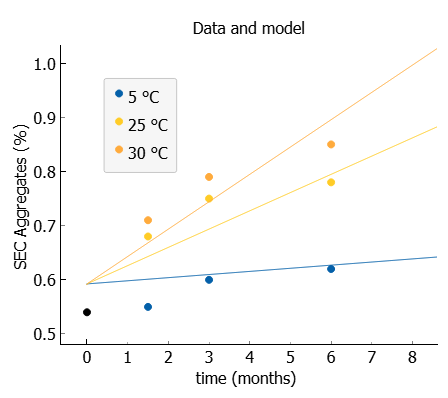 Data and model
SEC Aggregates (%)
1.0
0.9
0.8
0.7
0.6
0.5
5 °C
25 °C
30 °C
0 1 2 3 4 5 6 7 8
time (months)